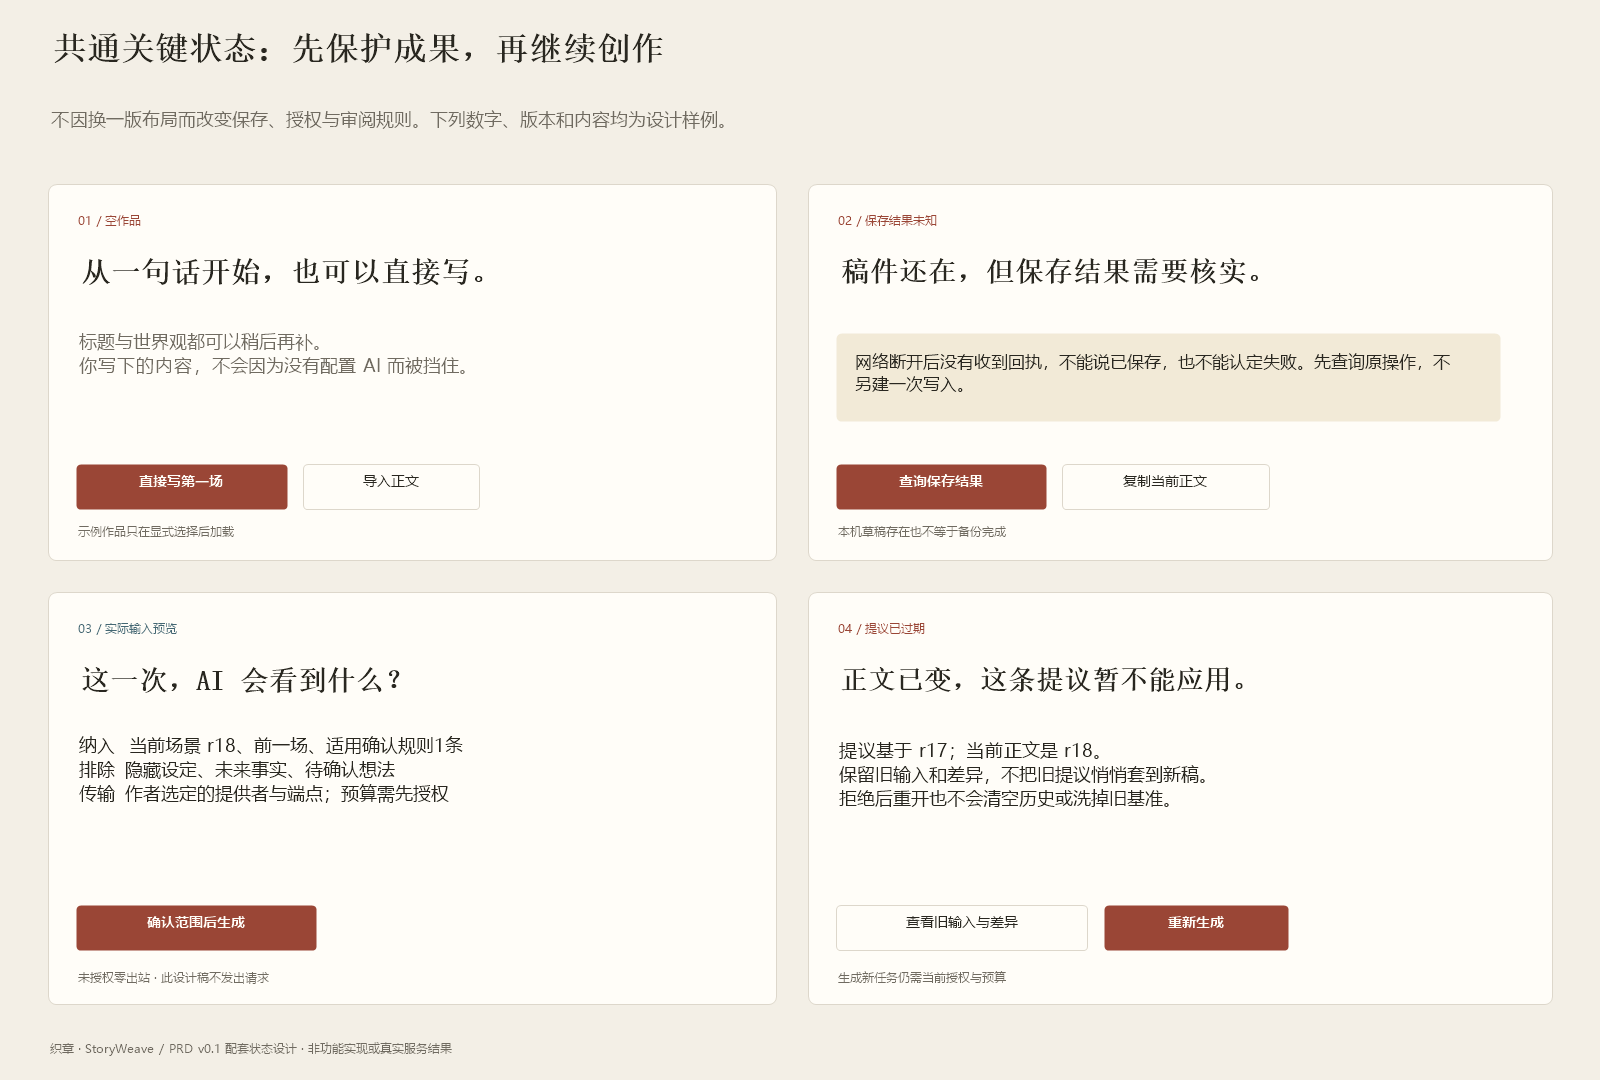 共通关键状态：先保护成果，再继续创作
不因换一版布局而改变保存、授权与审阅规则。下列数字、版本和内容均为设计样例。
01 / 空作品
从一句话开始，也可以直接写。
标题与世界观都可以稍后再补。
你写下的内容，不会因为没有配置 AI 而被挡住。
直接写第一场
导入正文
示例作品只在显式选择后加载
02 / 保存结果未知
稿件还在，但保存结果需要核实。
网络断开后没有收到回执，不能说已保存，也不能认定失败。先查询原操作，不
另建一次写入。
查询保存结果
复制当前正文
本机草稿存在也不等于备份完成
03 / 实际输入预览
这一次，AI 会看到什么？
纳入 当前场景 r18、前一场、适用确认规则1条
排除 隐藏设定、未来事实、待确认想法
传输 作者选定的提供者与端点；预算需先授权
确认范围后生成
未授权零出站 · 此设计稿不发出请求
04 / 提议已过期
正文已变，这条提议暂不能应用。
提议基于 r17；当前正文是 r18。
保留旧输入和差异，不把旧提议悄悄套到新稿。
拒绝后重开也不会清空历史或洗掉旧基准。
查看旧输入与差异
重新生成
生成新任务仍需当前授权与预算
织章 · StoryWeave / PRD v0.1 配套状态设计 · 非功能实现或真实服务结果